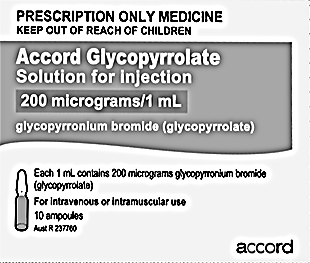 PRESCRIPTION ONLY MEDICINE
KEEP OUT OF REACH OF CHILDREN
Accord Glycopyrrolate
Solution for injection
200 micrograms/1 mL
glycopyrronium bromide (glycopyrrolate)
Each 1 mL contains 200 micrograms glycopyrronium bromide
(glycopyrrolate)
For intravenous or intramuscular use
10 ampoules
Aust R 237760
accord